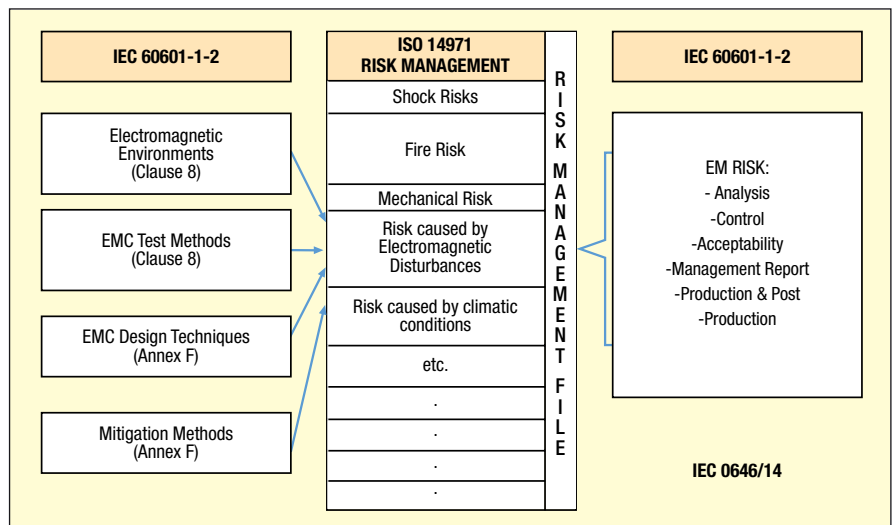 IEC 60601-1-2
Electromagnetic
Environments
(Clause 8)
EMC Test Methods
(Clause 8)
EMC Design Techniques
(Annex F)
Mitigation Methods
(Annex F)
ISO 14971
RISK MANAGEMENT
Shock Risks
Fire Risk
Mechanical Risk
Risk caused by
Electromagnetic
Disturbances
Risk caused by climatic
conditions
etc.
.
.
.
.
RISK MANAGEMENT FILE
IEC 60601-1-2
EM RISK:
- Analysis
-Control
-Acceptability
-Management Report
-Production & Post
-Production
IEC 0646/14